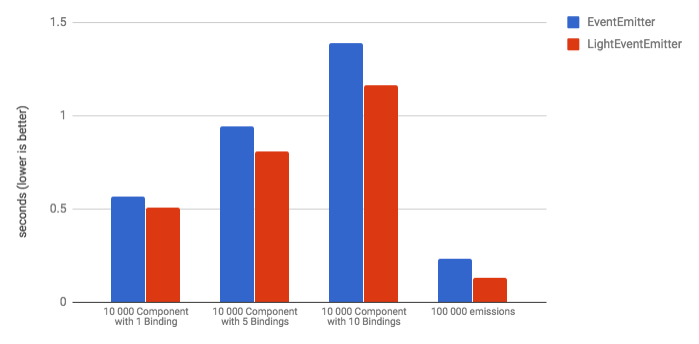 1.5
1
0.5
0
seconds (lower is better)
EventEmitter
LightEventEmitter
10 000 Component
with 1 Binding
10 000 Component
with 5 Bindings
10 000 Component
with 10 Bindings
100 000 emissions